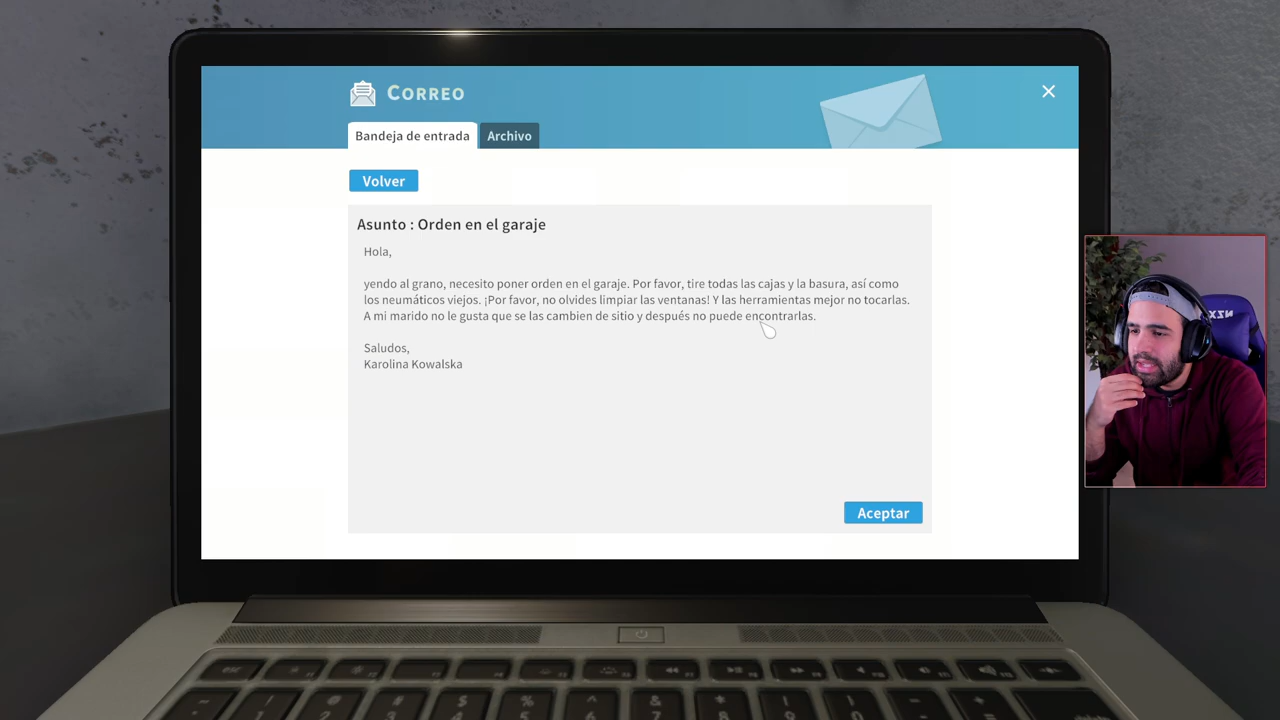 CORREO
Bandeja de entrada
Archivo
Volver
Asunto : Orden en el garaje
Hola,
yendo al grano, necesito poner orden en el garaje. Por favor, tire todas las cajas y la basura, así como
los neumáticos viejos. ¡Por favor, no olvides limpiar las ventanas! Y las herramientas mejor no tocarlas.
A mi marido no le gusta que se las cambien de sitio y después no puede encontrarlas.
Saludos,
Karolina Kowalska
Aceptar